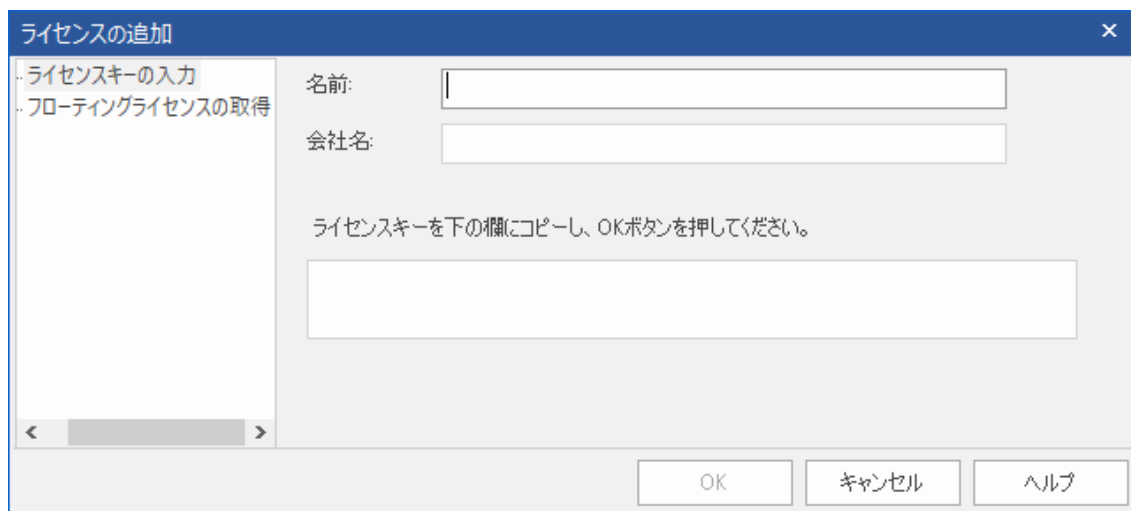 ライセンスの追加
ライセンスキーの入力
フローティングライセンスの取得
名前:
会社名:
ライセンスキーを下の欄にコピーし、OKボタンを押してください。
OK
キャンセル
ヘルプ